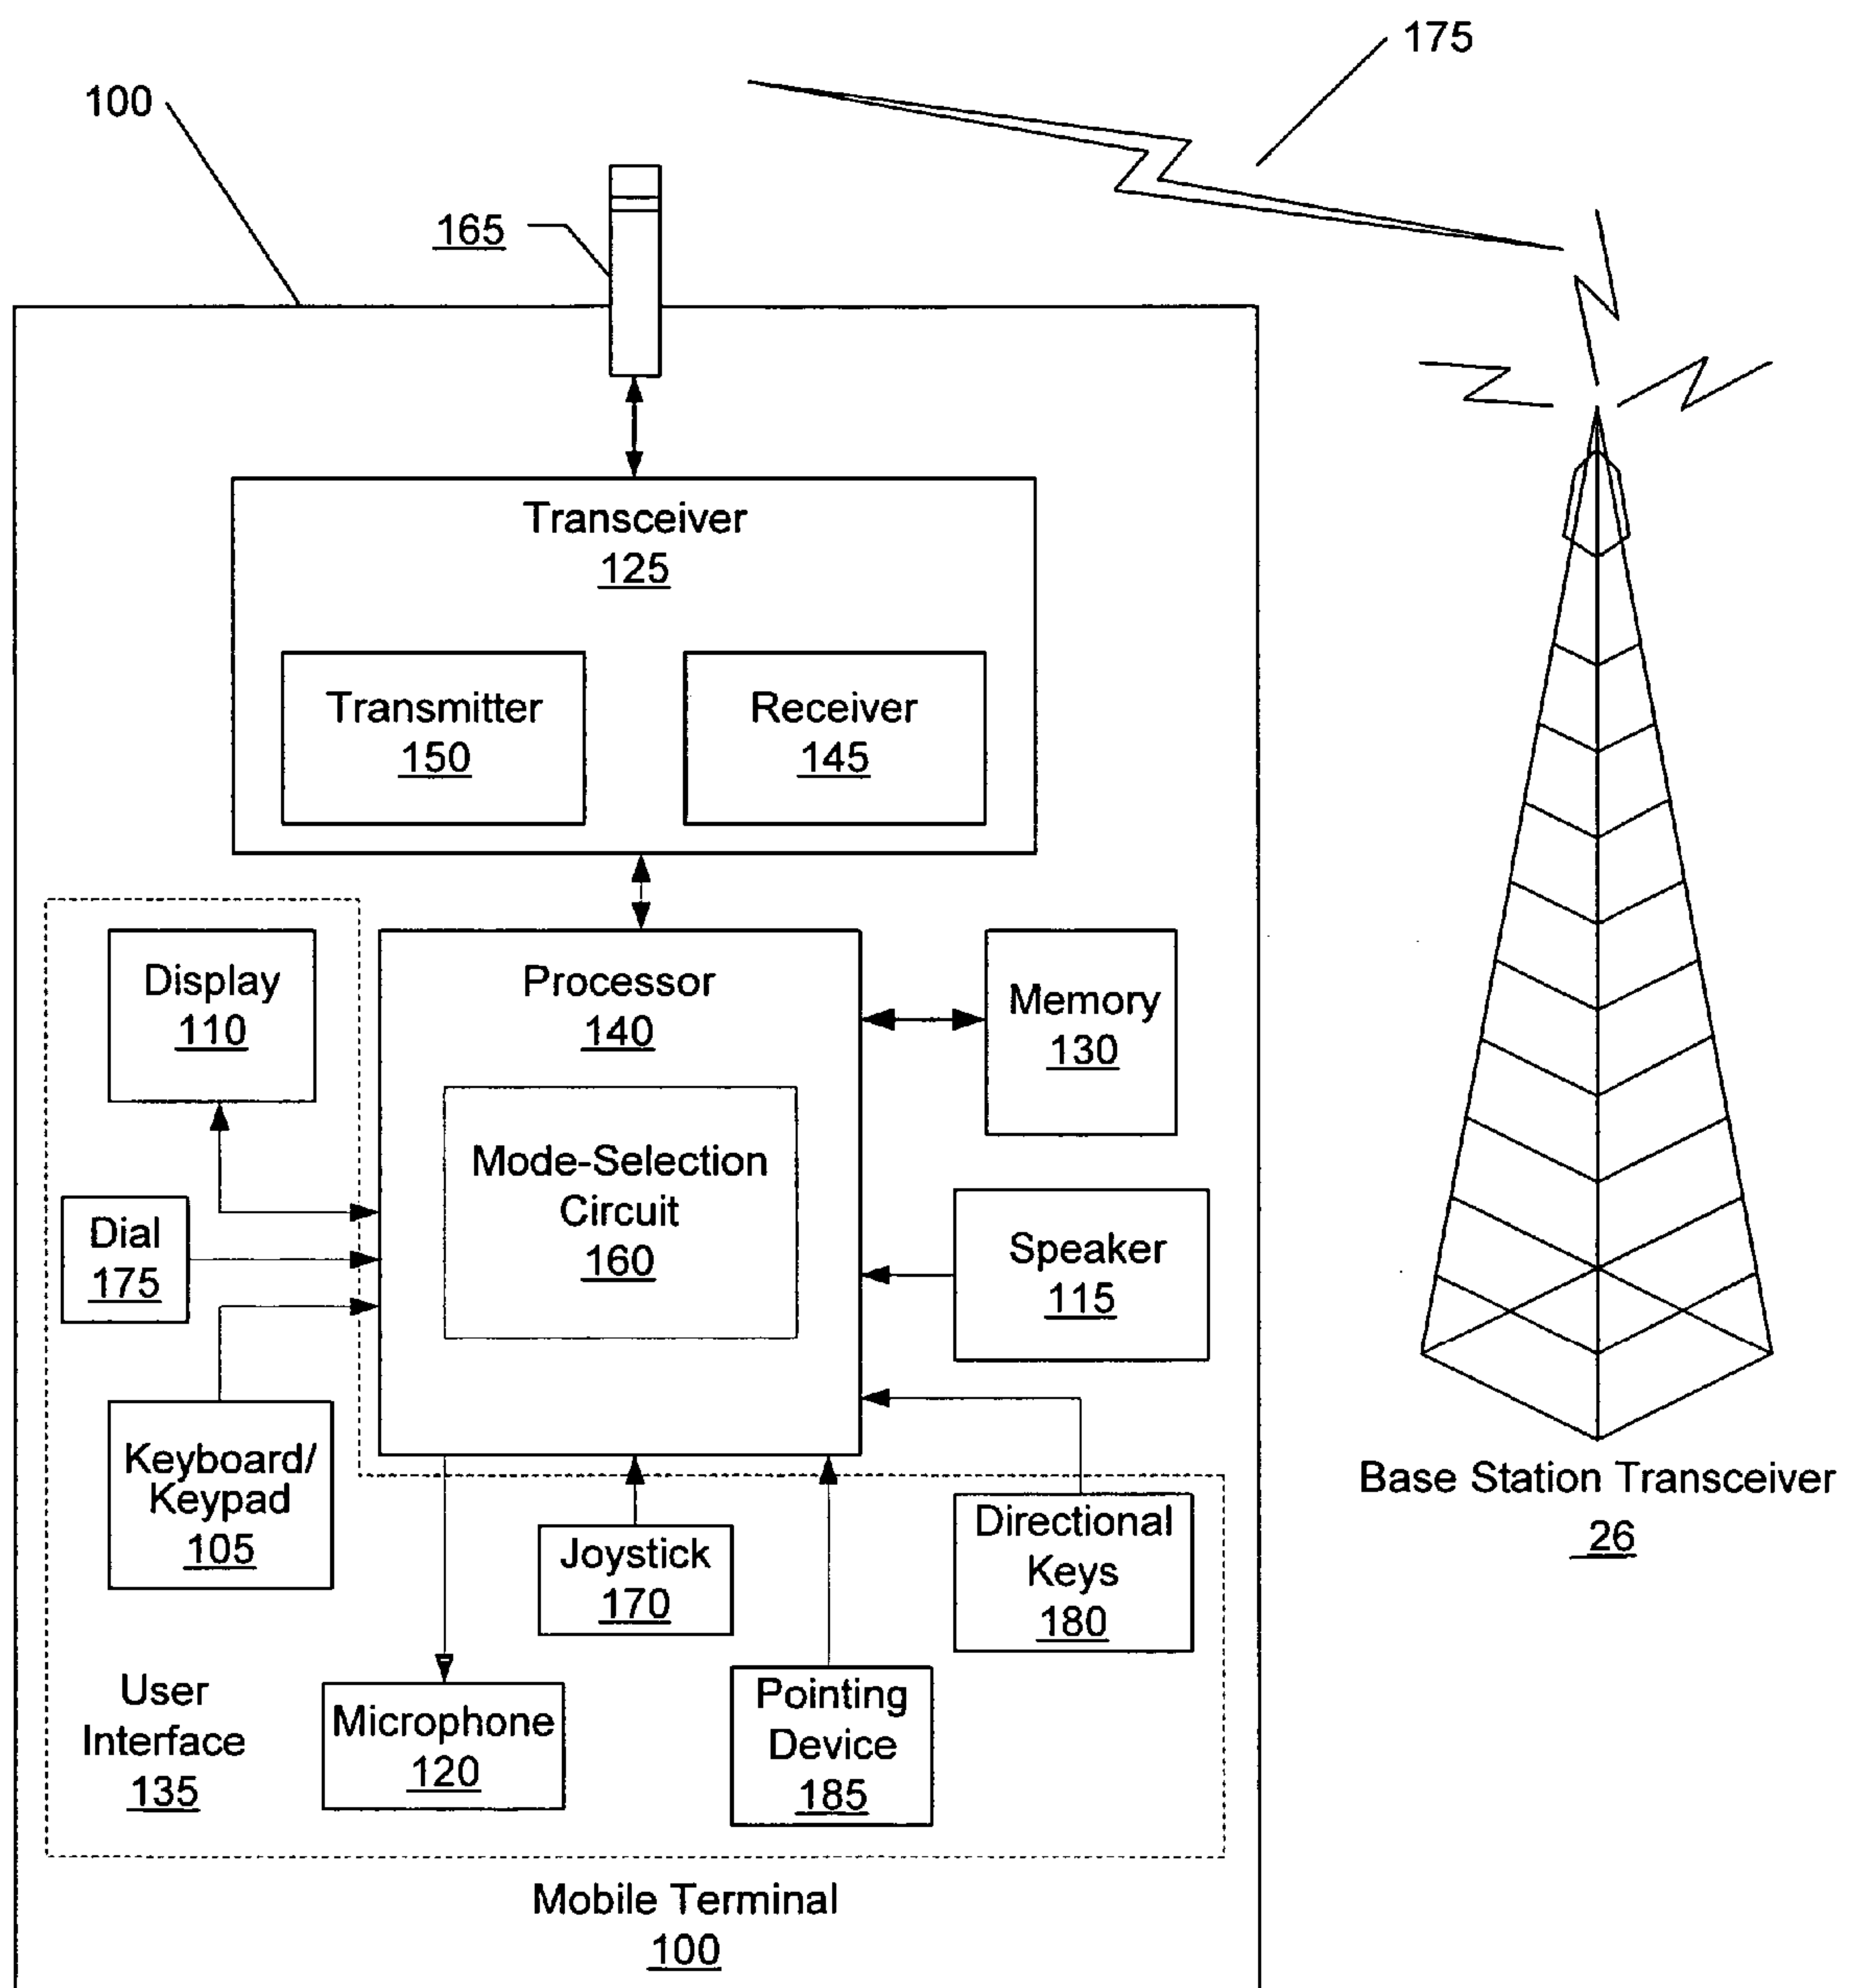 175
100
165
Transceiver
125
Transmitter
150
Receiver
145
Display
110
Processor
140
Memory
130
Mode-Selection
Circuit
160
Dial
175
Speaker
115
Keyboard/
Keypad
105
Joystick
170
Directional
Keys
180
Base Station Transceiver
26
User
Interface
135
Microphone
120
Pointing
Device
185
Mobile Terminal
100